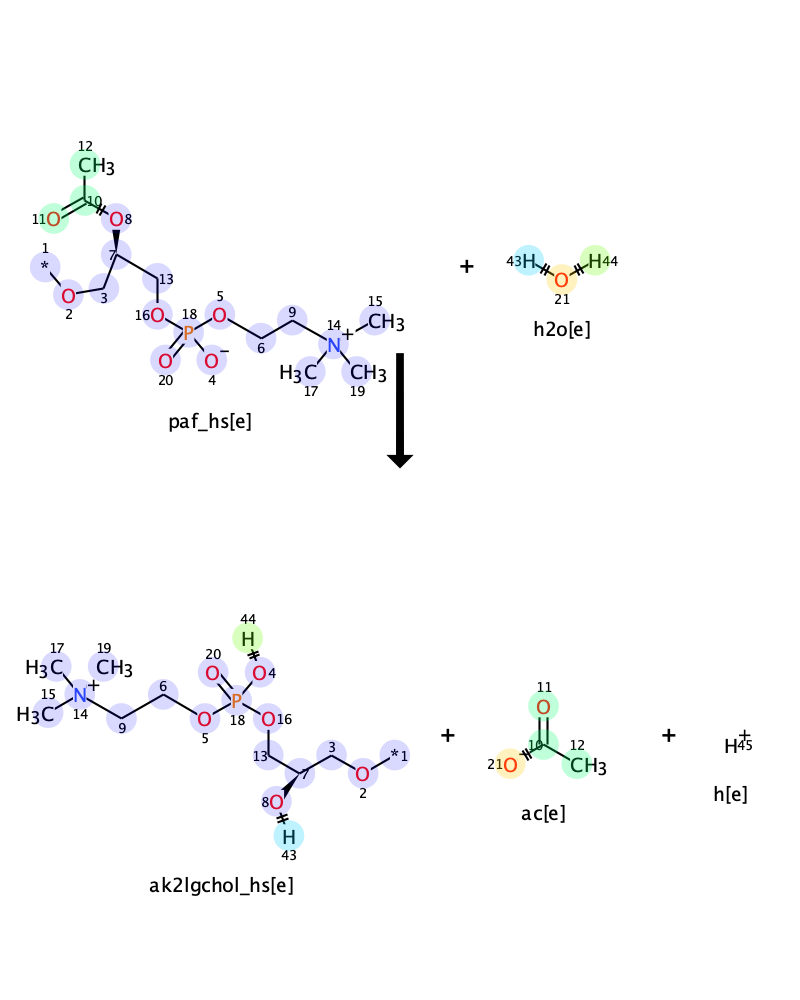 12
CH3
10
11 O
O 8
1
*
7
O
2
3
13
16 O
18
P
5
O
9
6
14
N +
15
CH3
O
20
O −
4
H3C
17
CH3
19
paf_hs[e]
+
43 H
H 44
O
21
h2o[e]
44
H
17
H3C
19
CH3
15
H3C
N +
14
6
9
20
O
O 4
P
18
O
5
O 16
13
3
7
* 1
O
2
8 O
H
43
ak2lgchol_hs[e]
+
11
O
10
12
CH3
21 O
ac[e]
+
H +
45
h[e]